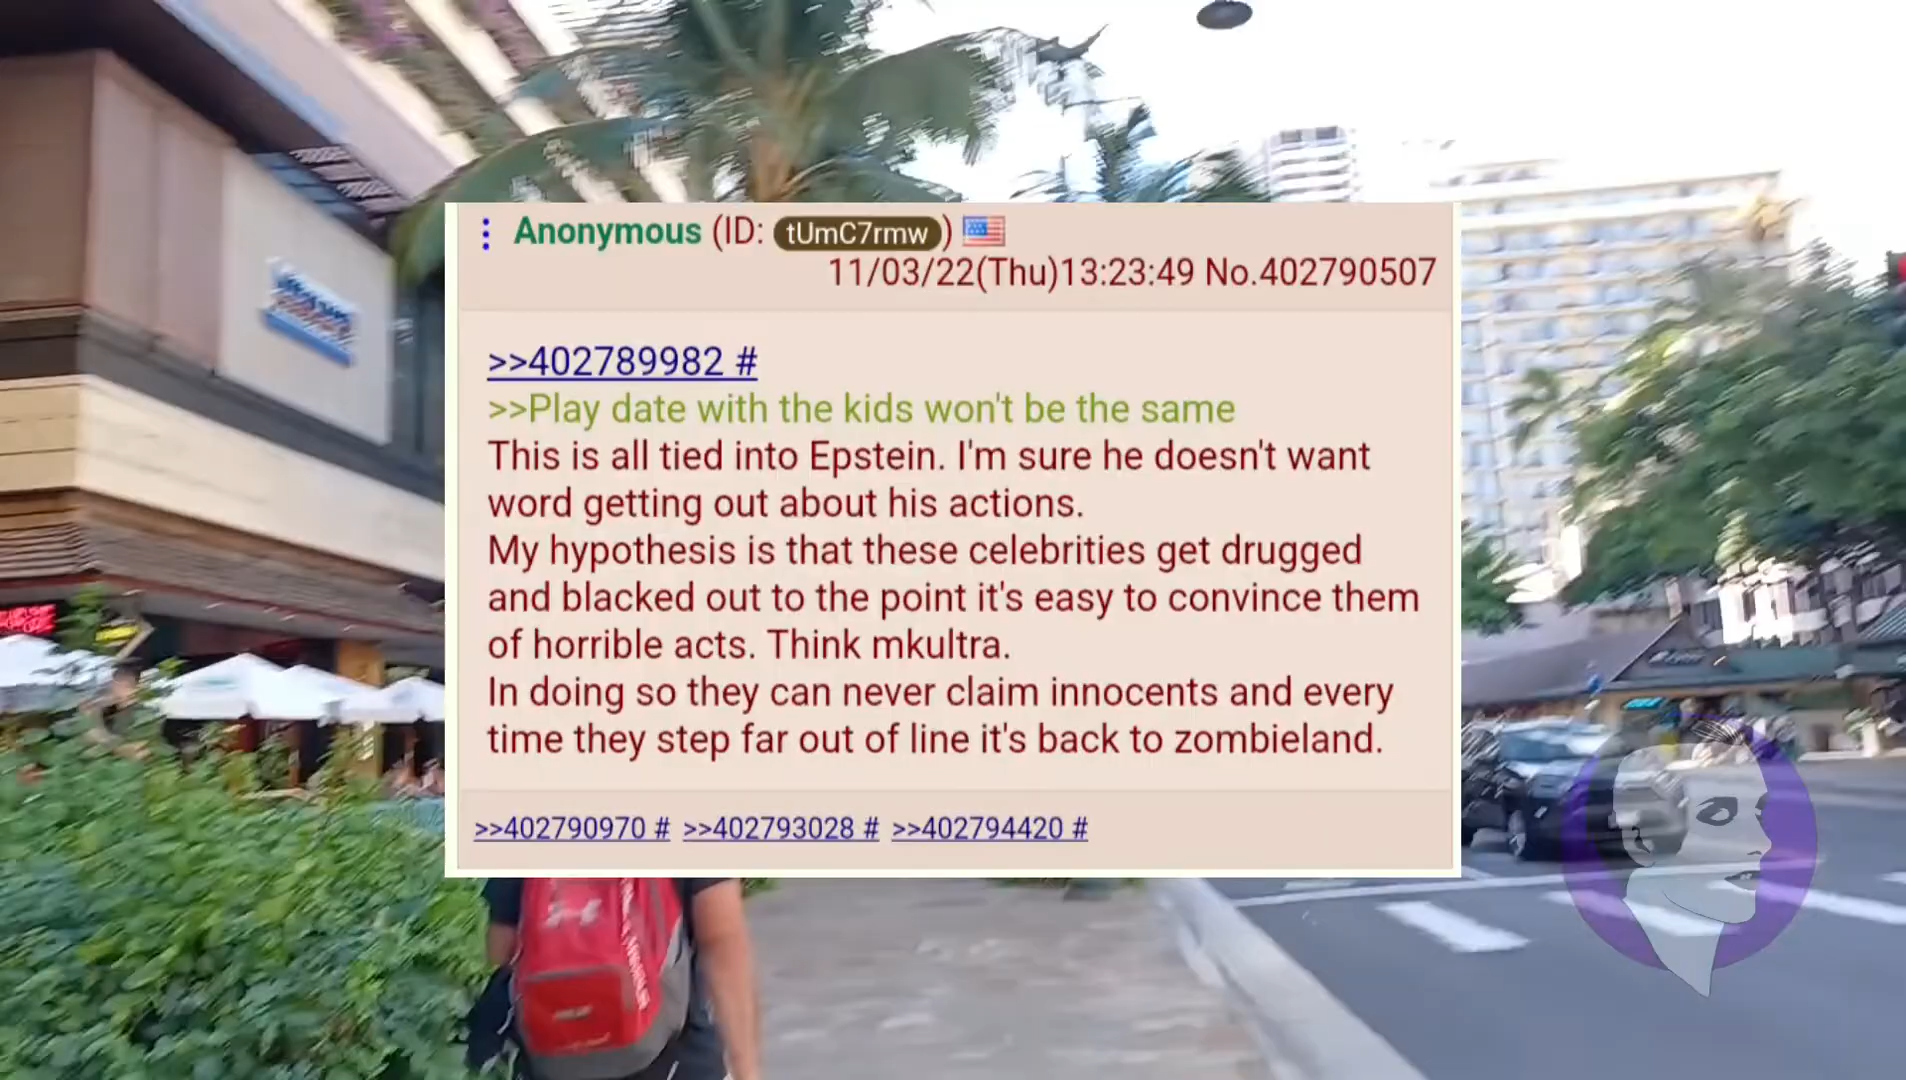 Anonymous (ID: tUmC7rmw)
11/03/22(Thu)13:23:49 No.402790507
>>402789982 #
>>Play date with the kids won't be the same
This is all tied into Epstein. I'm sure he doesn't want
word getting out about his actions.
My hypothesis is that these celebrities get drugged
and blacked out to the point it's easy to convince them
of horrible acts. Think mkultra.
In doing so they can never claim innocents and every
time they step far out of line it's back to zombieland.
>>402790970 # >>402793028 # >>402794420 #